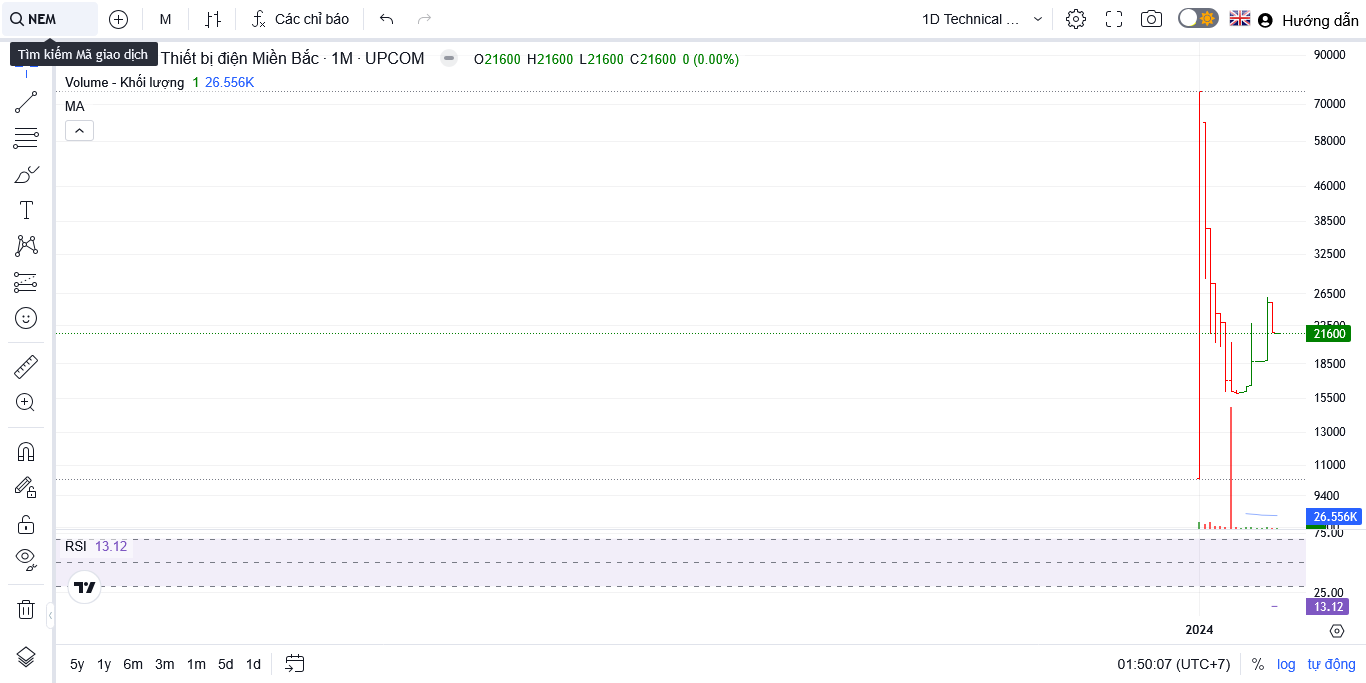 NEM
M
Các chỉ báo
1D Technical ...
Hướng dẫn
Tìm kiếm Mã giao dịch
Thiết bị điện Miền Bắc · 1M · UPCOM
O21600 H21600 L21600 C21600 0 (0.00%)
Volume - Khối lượng 1 26.556K
MA
90000
70000
58000
46000
38500
32500
26500
22500
21600
18500
15500
13000
11000
9400
26.556K
75.00
RSI 13.12
25.00
13.12
2024
5y 1y 6m 3m 1m 5d 1d
01:50:07 (UTC+7)
% log tự động